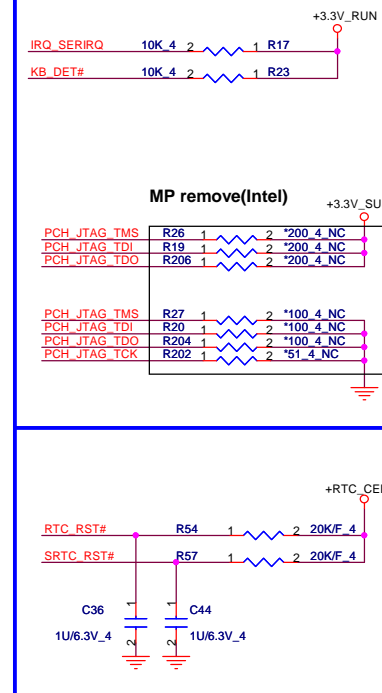 +3.3V_RUN
IRQ_SERIRQ 10K_4 2 1 R17
KB_DET# 10K_4 2 1 R23
MP remove(Intel)
+3.3V_SU
PCH_JTAG_TMS R26 1 2 *200_4_NC
PCH_JTAG_TDI R19 1 2 *200_4_NC
PCH_JTAG_TDO R206 1 2 *200_4_NC
PCH_JTAG_TMS R27 1 2 *100_4_NC
PCH_JTAG_TDI R20 1 2 *100_4_NC
PCH_JTAG_TDO R204 1 2 *100_4_NC
PCH_JTAG_TCK R202 1 2 *51_4_NC
+RTC_CEL
RTC_RST# R54 1 2 20K/F_4
SRTC_RST# R57 1 2 20K/F_4
1 1
C36 C44
1U/6.3V_4 1U/6.3V_4
2 2